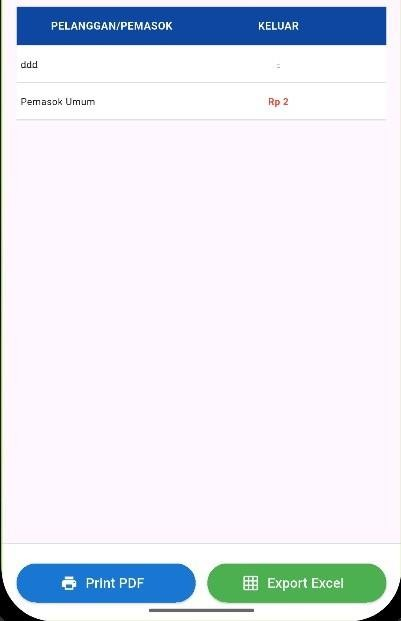 PELANGGAN/PEMASOK KELUAR
ddd -
Pemasok Umum Rp 2
Print PDF Export Excel